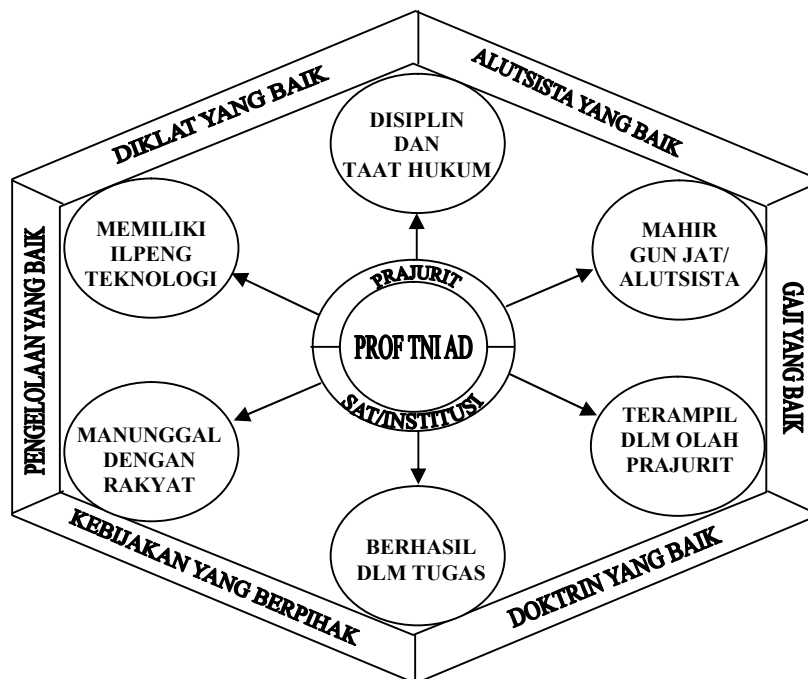 DIKLAT YANG BAIK
ALUTSISTA YANG BAIK
DISIPLIN
DAN
TAAT HUKUM
MEMILIKI
ILPENG
TEKNOLOGI
MAHIR
GUN JAT/
ALUTSISTA
PENGELOLAAN YANG BAIK
PRAJURIT
PROF TNI AD
SAT/INSTITUSI
GAJI YANG BAIK
MANUNGGAL
DENGAN
RAKYAT
TERAMPIL
DLM OLAH
PRAJURIT
BERHASIL
DLM TUGAS
KEBIJAKAN YANG BERPIHAK
DOKTRIN YANG BAIK